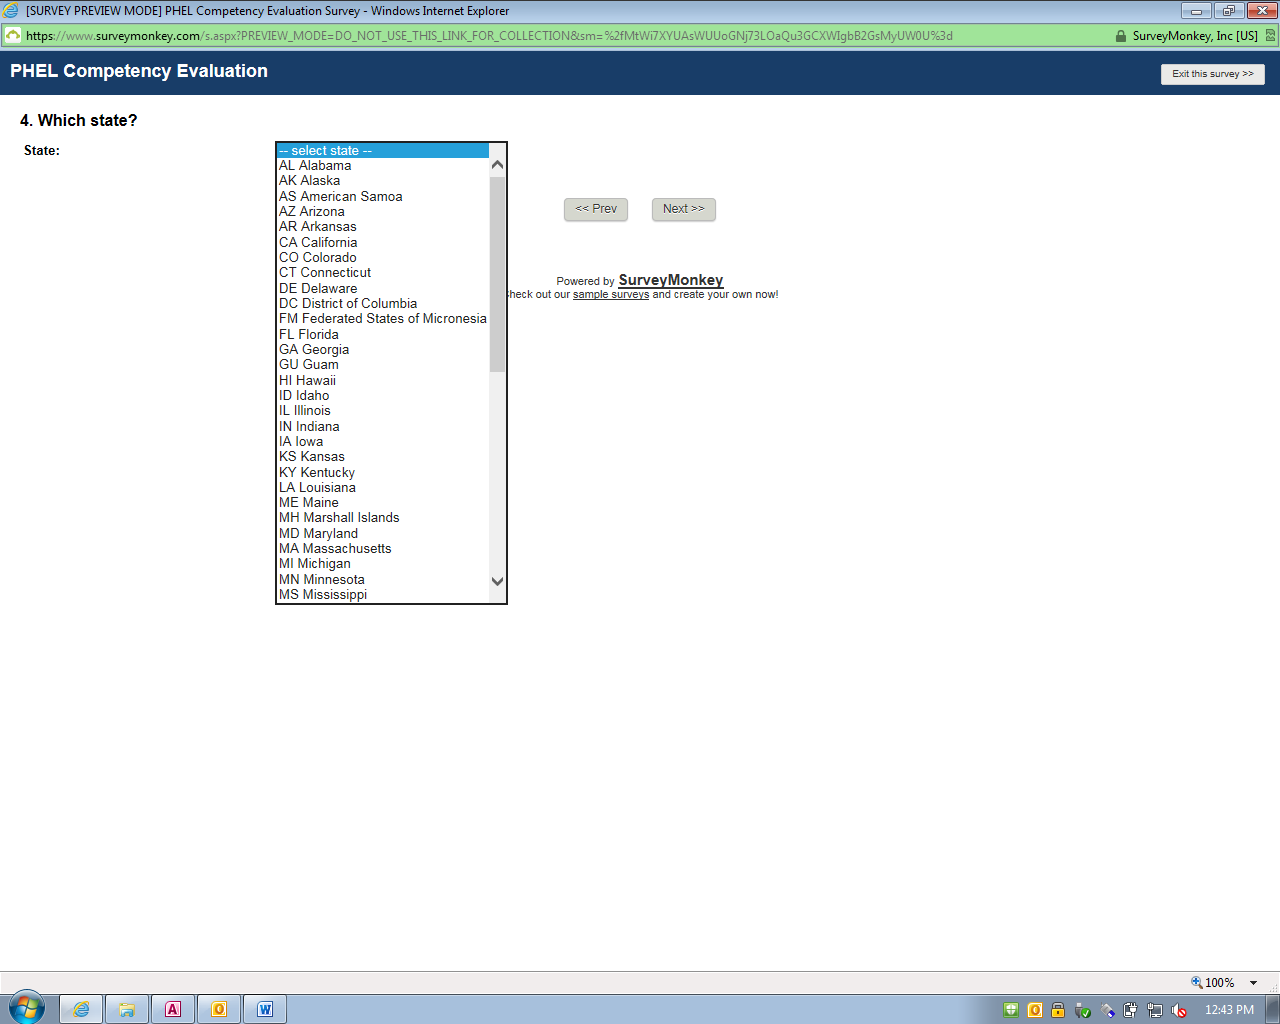 [SURVEY PREVIEW MODE] PHEL Competency Evaluation Survey - Windows Internet Explorer
https://www.surveymonkey.com/s.aspx?PREVIEW_MODE=DO_NOT_USE_THIS_LINK_FOR_COLLECTION&sm=%2fMtWi7XYUAsWUUoGNj73LOaQu3GCXWIgbB2GsMyUW0U%3d
SurveyMonkey, Inc [US]
PHEL Competency Evaluation
Exit this survey >>
4. Which state?
State:
-- select state --
AL Alabama
AK Alaska
AS American Samoa
AZ Arizona
AR Arkansas
CA California
CO Colorado
CT Connecticut
DE Delaware
DC District of Columbia
FM Federated States of Micronesia
FL Florida
GA Georgia
GU Guam
HI Hawaii
ID Idaho
IL Illinois
IN Indiana
IA Iowa
KS Kansas
KY Kentucky
LA Louisiana
ME Maine
MH Marshall Islands
MD Maryland
MA Massachusetts
MI Michigan
MN Minnesota
MS Mississippi
<< Prev
Next >>
Powered by SurveyMonkey
heck out our sample surveys and create your own now!
100%
12:43 PM